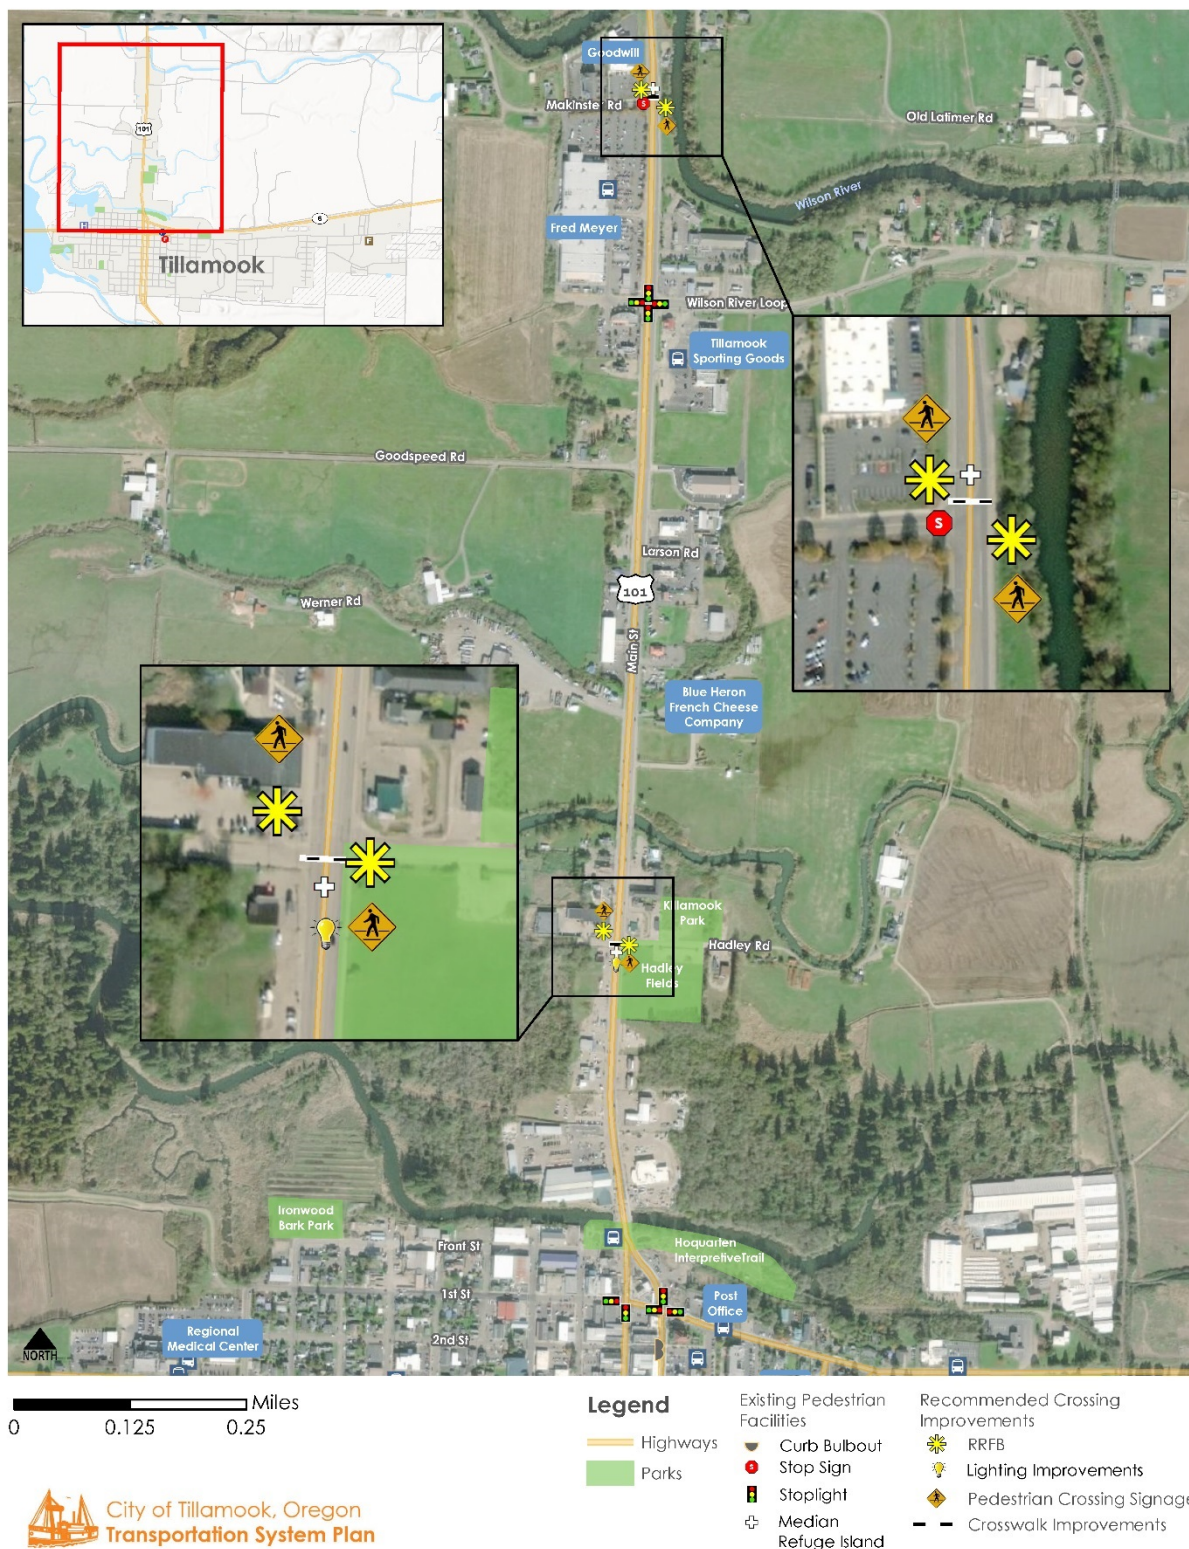 Goodwill
Makinster Rd
S
Old Latimer Rd
101
Wilson River
6
H
F
Tillamook
Fred Meyer
Wilson River Loop
Tillamook
Sporting Goods
Goodspeed Rd
S
Larson Rd
101
Werner Rd
Main St
Blue Heron
French Cheese
Company
Killamook
Park
Hadley Rd
Hadley
Fields
Ironwood
Bark Park
Front St
Hoquarten
InterpretiveTrail
1st St
Post
Office
2nd St
Regional
Medical Center
NORTH
Miles
0
0.125
0.25
Legend
Highways
Parks
Existing Pedestrian
Facilities
Curb Bulbout
S
Stop Sign
Stoplight
Median
Refuge Island
Recommended Crossing
Improvements
RRFB
Lighting Improvements
Pedestrian Crossing Signage
Crosswalk Improvements
City of Tillamook, Oregon
Transportation System Plan